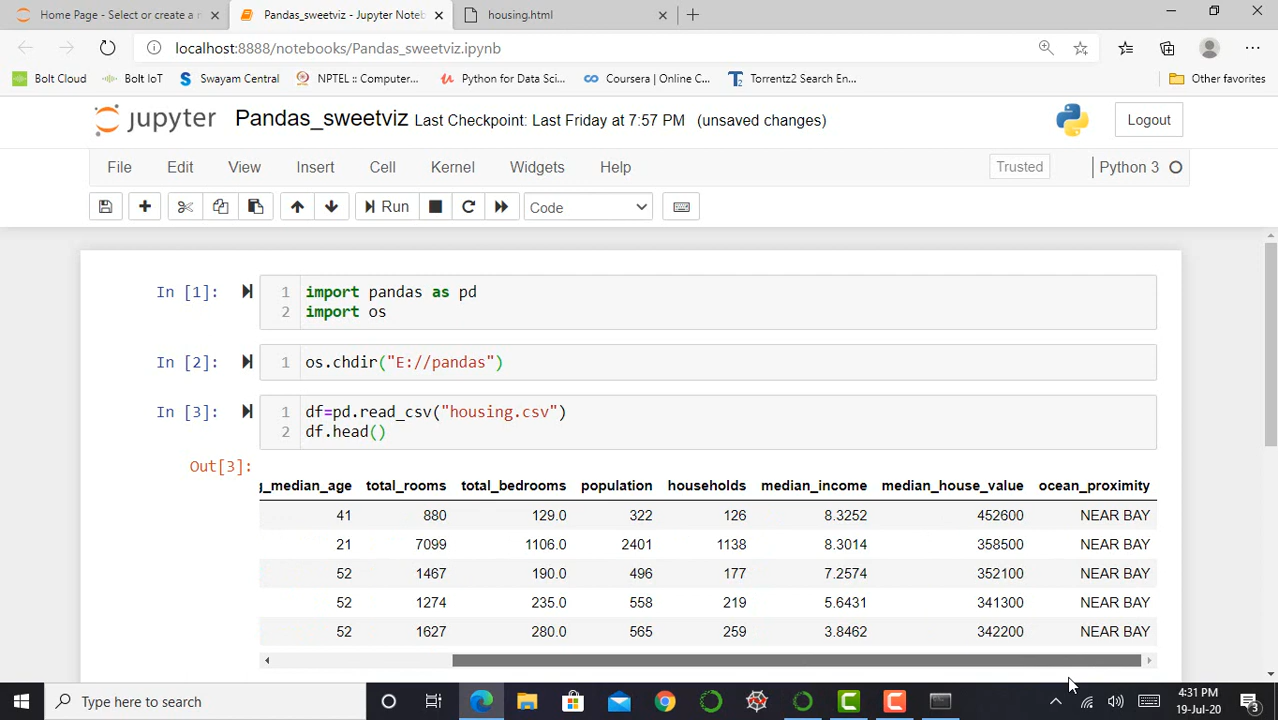 Home Page - Select or create a n
Pandas_sweetviz - Jupyter Noteb
housing.html
localhost:8888/notebooks/Pandas_sweetviz.ipynb
Bolt Cloud
Bolt IoT
Swayam Central
NPTEL :: Computer...
Python for Data Sci...
Coursera | Online C...
Torrentz2 Search En...
Other favorites
jupyter Pandas_sweetviz Last Checkpoint: Last Friday at 7:57 PM (unsaved changes)
Logout
File Edit View Insert Cell Kernel Widgets Help
Trusted
Python 3
Run
Code
In [1]:
1 import pandas as pd
2 import os
In [2]:
1 os.chdir("E://pandas")
In [3]:
1 df=pd.read_csv("housing.csv")
2 df.head()
Out[3]:
g_median_age total_rooms total_bedrooms population households median_income median_house_value ocean_proximity
41 880 129.0 322 126 8.3252 452600 NEAR BAY
21 7099 1106.0 2401 1138 8.3014 358500 NEAR BAY
52 1467 190.0 496 177 7.2574 352100 NEAR BAY
52 1274 235.0 558 219 5.6431 341300 NEAR BAY
52 1627 280.0 565 259 3.8462 342200 NEAR BAY
Type here to search
4:31 PM
19-Jul-20
3